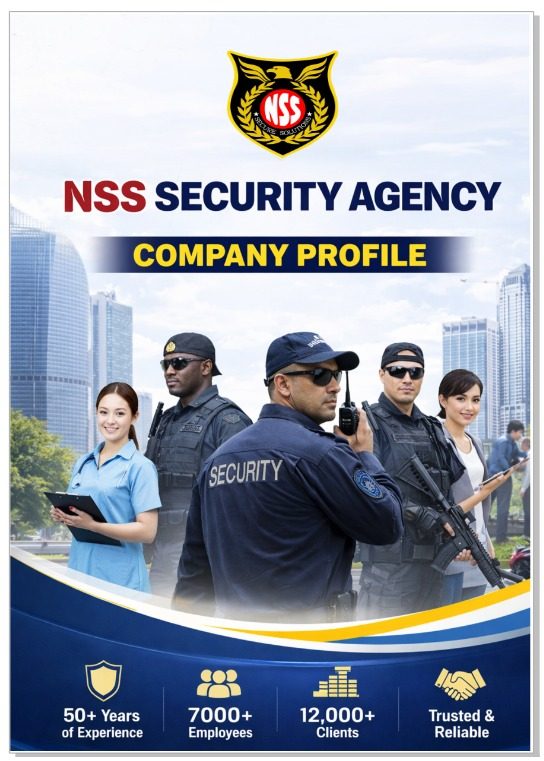 NSS
SECURE SOLUTIONS
NSS SECURITY AGENCY
COMPANY PROFILE
SECURITY
50+ Years
of Experience
7000+
Employees
12,000+
Clients
Trusted &
Reliable